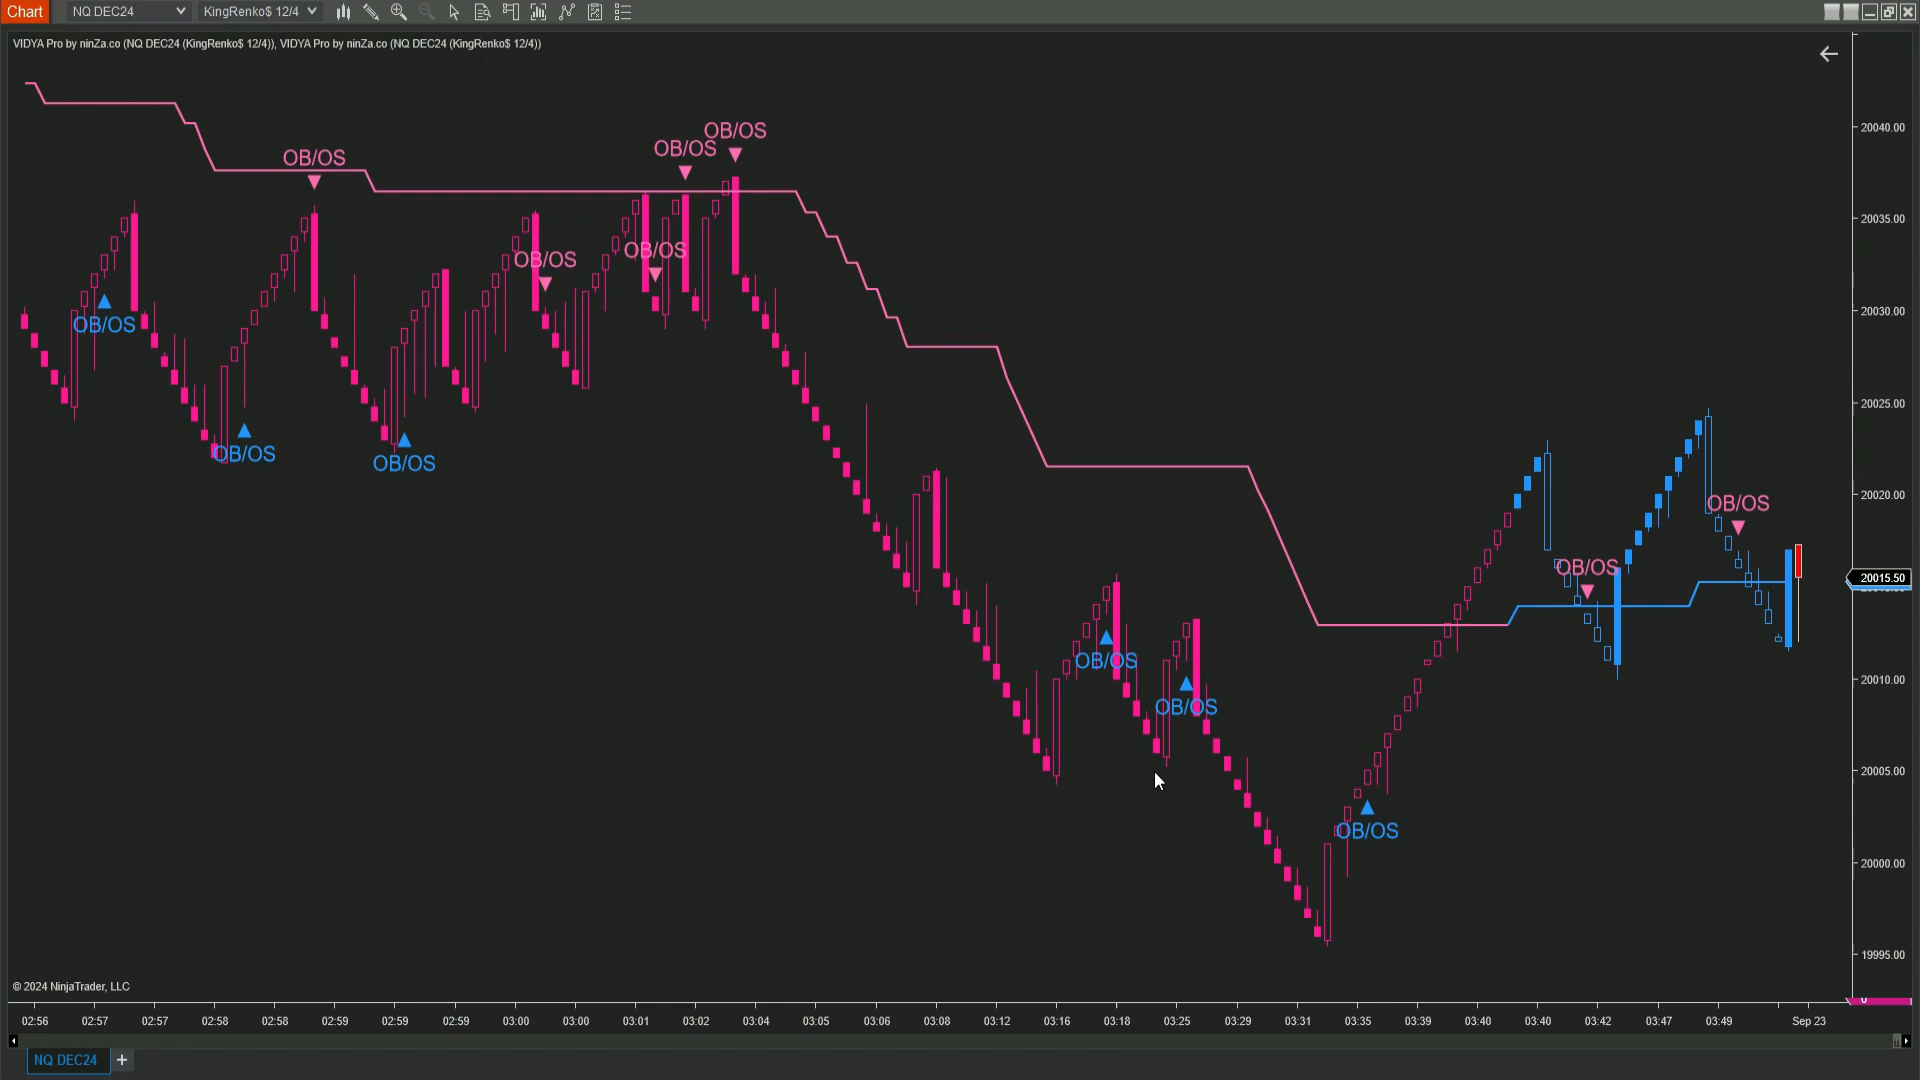 Chart NQ DEC24 KingRenko$ 12/4
VIDYA Pro by ninZa.co (NQ DEC24 (KingRenko$ 12/4)), VIDYA Pro by ninZa.co (NQ DEC24 (KingRenko$ 12/4))
20040.00
OB/OS
OB/OS
OB/OS
20035.00
OB/OS
OB/OS
20030.00
OB/OS
20025.00
OB/OS
OB/OS
20020.00
OB/OS
OB/OS
20015.50
OB/OS
20010.00
OB/OS
20005.00
OB/OS
20000.00
19995.00
© 2024 NinjaTrader, LLC
0
02:56 02:57 02:57 02:58 02:58 02:59 02:59 02:59 03:00 03:00 03:01 03:02 03:04 03:05 03:06 03:08 03:12 03:16 03:18 03:25 03:29 03:31 03:35 03:39 03:40 03:40 03:42 03:47 03:49 Sep 23
NQ DEC24 +